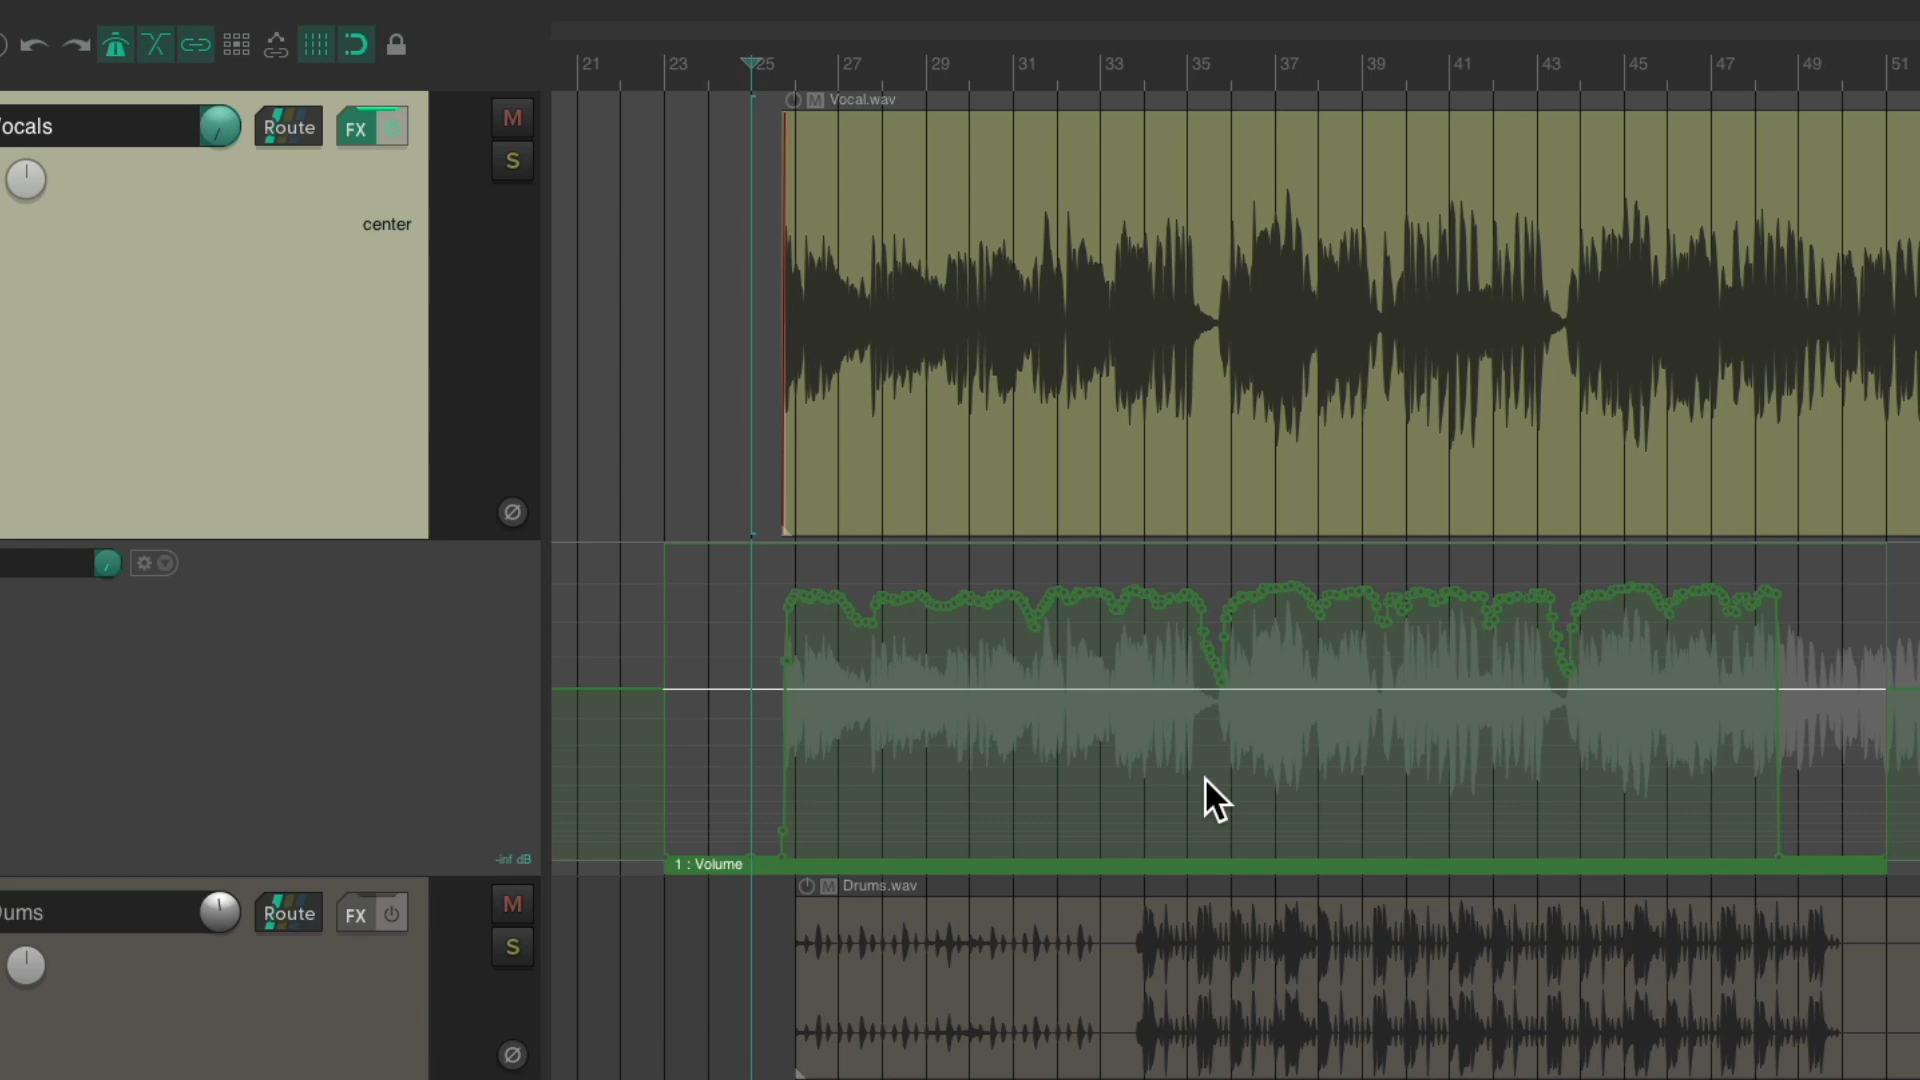 21 23 25 27 29 31 33 35 37 39 41 43 45 47 49 51
M Vocal.wav
ocals Route FX M
S
center
-inf dB
1 : Volume
M Drums.wav
ums Route FX M
S